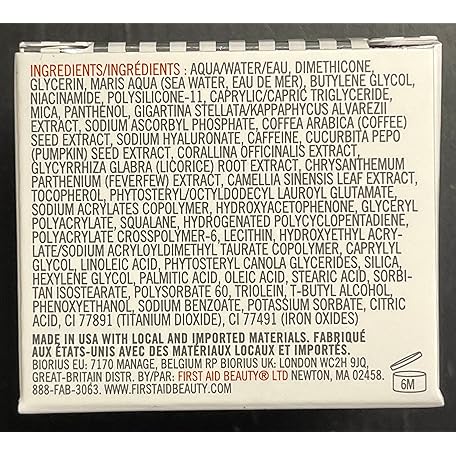 INGREDIENTS/INGRÉDIENTS : AQUA/WATER/EAU, DIMETHICONE,
GLYCERIN, MARIS AQUA (SEA WATER, EAU DE MER), BUTYLENE GLYCOL,
NIACINAMIDE, POLYSILICONE-11, CAPRYLIC/CAPRIC TRIGLYCERIDE,
MICA, PANTHENOL, GIGARTINA STELLATA/KAPPAPHYCUS ALVAREZII
EXTRACT, SODIUM ASCORBYL PHOSPHATE, COFFEA ARABICA (COFFEE)
SEED EXTRACT, SODIUM HYALURONATE, CAFFEINE, CUCURBITA PEPO
(PUMPKIN) SEED EXTRACT, CORALLINA OFFICINALIS EXTRACT,
GLYCYRRHIZA GLABRA (LICORICE) ROOT EXTRACT, CHRYSANTHEMUM
PARTHENIUM (FEVERFEW) EXTRACT, CAMELLIA SINENSIS LEAF EXTRACT,
TOCOPHEROL, PHYTOSTERYL/OCTYLDODECYL LAUROYL GLUTAMATE,
SODIUM ACRYLATES COPOLYMER, HYDROXYACETOPHENONE, GLYCERYL
POLYACRYLATE, SQUALANE, HYDROGENATED POLYCYCLOPENTADIENE,
POLYACRYLATE CROSSPOLYMER-6, LECITHIN, HYDROXYETHYL ACRY-
LATE/SODIUM ACRYLOYLDIMETHYL TAURATE COPOLYMER, CAPRYLYL
GLYCOL, LINOLEIC ACID, PHYTOSTERYL CANOLA GLYCERIDES, SILICA,
HEXYLENE GLYCOL, PALMITIC ACID, OLEIC ACID, STEARIC ACID, SORBI-
TAN ISOSTEARATE, POLYSORBATE 60, TRIOLEIN, T-BUTYL ALCOHOL,
PHENOXYETHANOL, SODIUM BENZOATE, POTASSIUM SORBATE, CITRIC
ACID, CI 77891 (TITANIUM DIOXIDE), CI 77491 (IRON OXIDES)
MADE IN USA WITH LOCAL AND IMPORTED MATERIALS. FABRIQUÉ
AUX ÉTATS-UNIS AVEC DES MATÉRIAUX LOCAUX ET IMPORTÉS.
BIORIUS EU: 7170 MANAGE, BELGIUM RP BIORIUS UK: LONDON WC2H 9JQ,
GREAT-BRITAIN DISTR. BY/PAR: FIRST AID BEAUTY® LTD NEWTON, MA 02458.
888-FAB-3063. WWW.FIRSTAIDBEAUTY.COM
6M